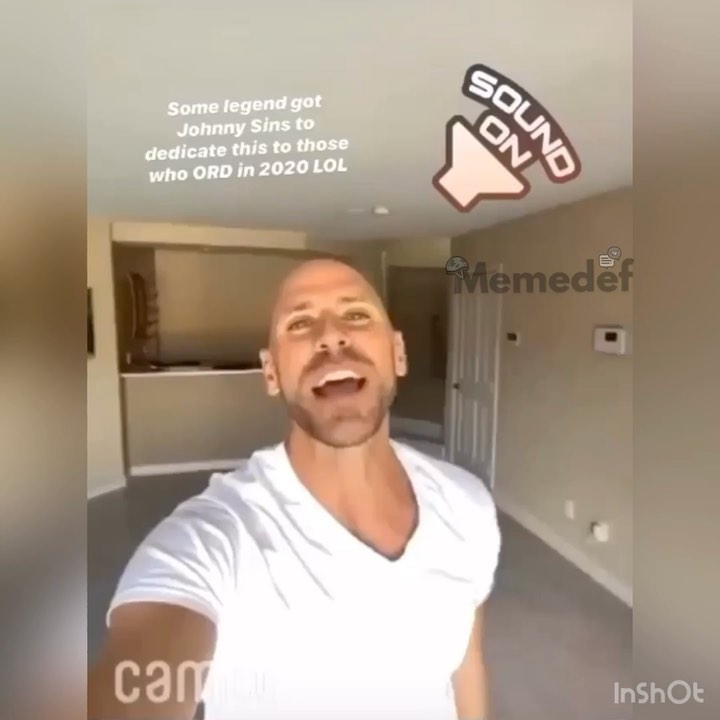 SOUND
ON
Some legend got
Johnny Sins to
dedicate this to those
who ORD in 2020 LOL
Memedef
cam
InShOt